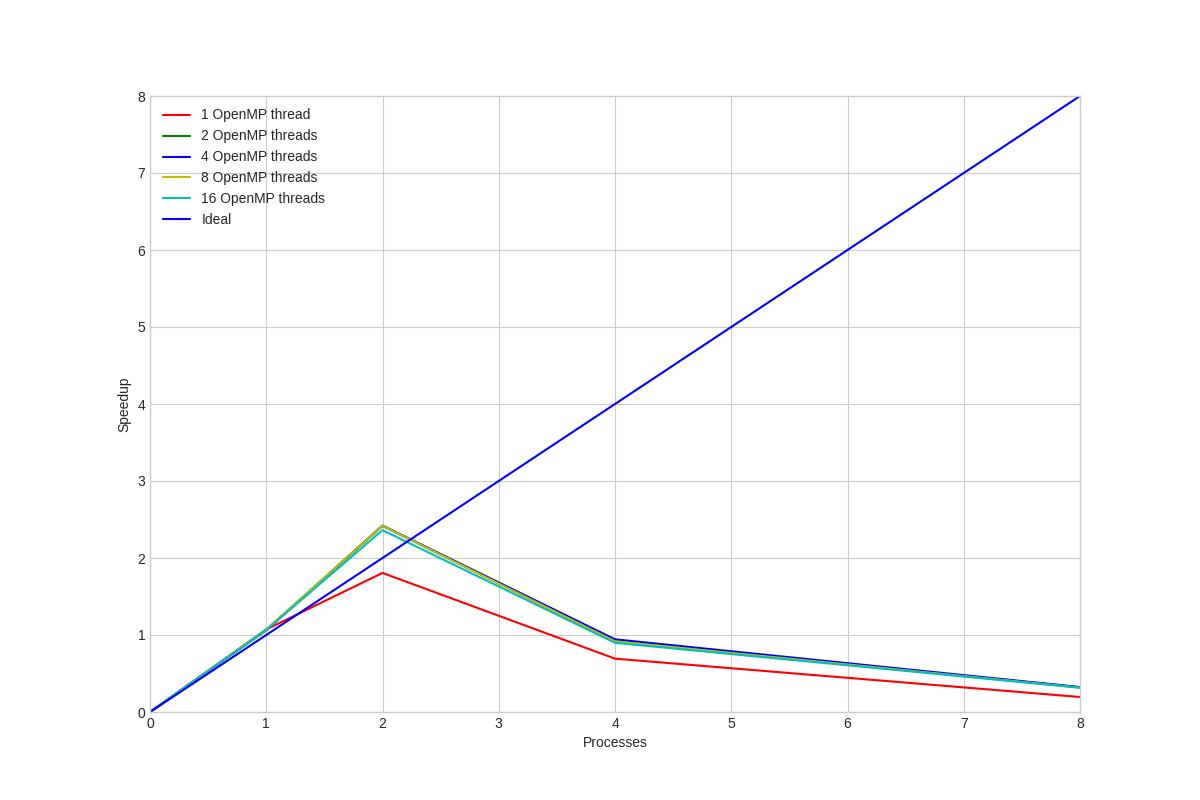 1 OpenMP thread
2 OpenMP threads
4 OpenMP threads
8 OpenMP threads
16 OpenMP threads
Ideal
8
7
6
5
4
3
2
1
0
Speedup
0 1 2 3 4 5 6 7 8
Processes